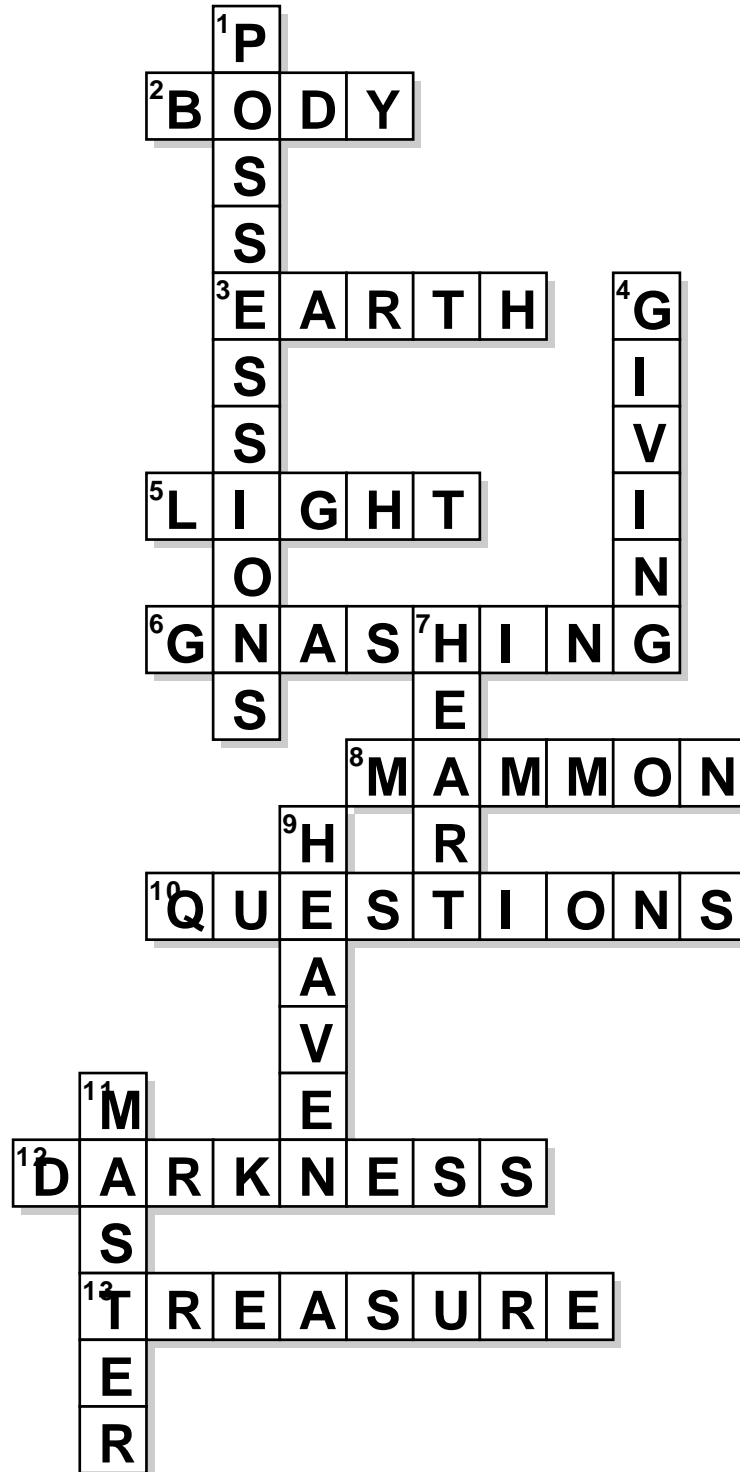 1P
2BODY
S
S
3EARTH 4G
S I
S V
5LIGHT I
O N
6GNAS7HING
S E
8MAMMON
9H R
10QUESTIONS
A
V
11M E
12DARKNESS
S
13TREASURE
E
R